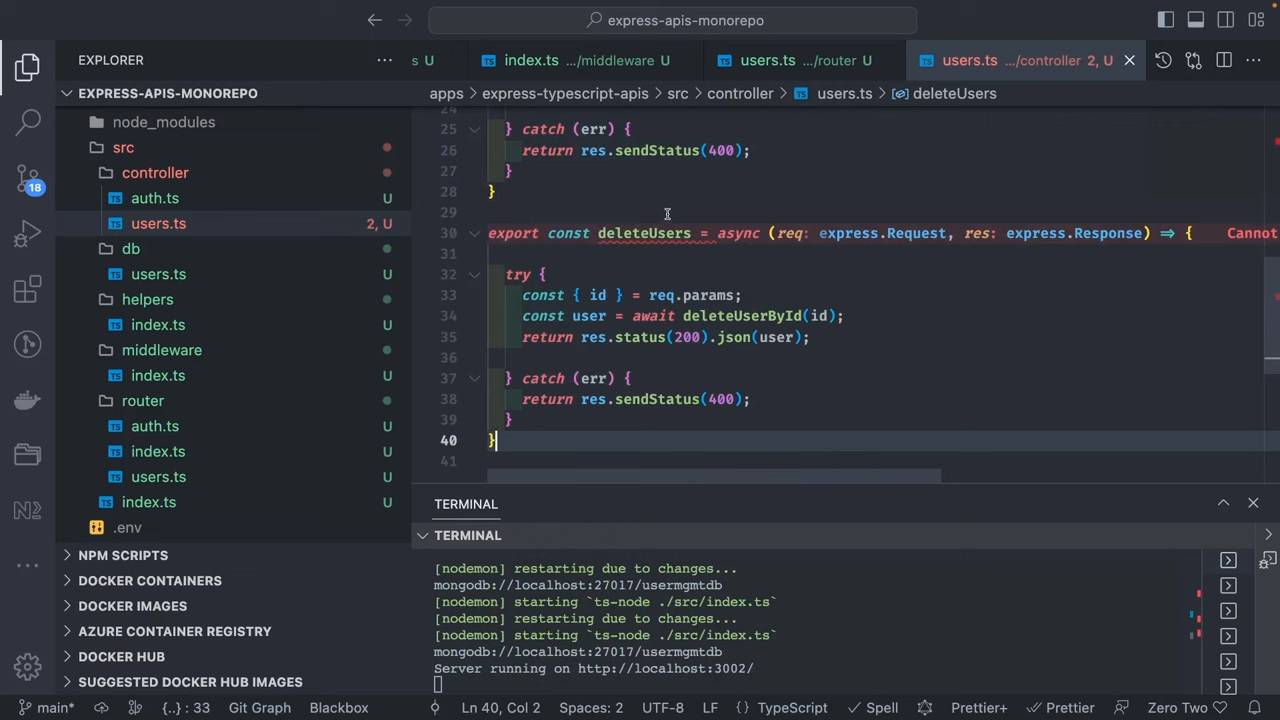 express-apis-monorepo
EXPLORER
s U
index.ts .../middleware U
users.ts .../router U
users.ts .../controller 2, U
EXPRESS-APIS-MONOREPO
apps > express-typescript-apis > src > controller > users.ts > deleteUsers
node_modules
src
controller
auth.ts U
users.ts 2, U
db
users.ts U
helpers
index.ts U
middleware
index.ts U
router
auth.ts U
index.ts U
users.ts U
index.ts U
.env
NPM SCRIPTS
DOCKER CONTAINERS
DOCKER IMAGES
AZURE CONTAINER REGISTRY
DOCKER HUB
SUGGESTED DOCKER HUB IMAGES
18
24
25 } catch (err) {
26 return res.sendStatus(400);
27 }
28 }
29
30 export const deleteUsers = async (req: express.Request, res: express.Response) => { Cannot
31
32 try {
33 const { id } = req.params;
34 const user = await deleteUserById(id);
35 return res.status(200).json(user);
36
37 } catch (err) {
38 return res.sendStatus(400);
39 }
40 }
41
TERMINAL
TERMINAL
[nodemon] restarting due to changes...
mongodb://localhost:27017/usermgmtdb
[nodemon] starting `ts-node ./src/index.ts`
[nodemon] restarting due to changes...
[nodemon] starting `ts-node ./src/index.ts`
mongodb://localhost:27017/usermgmtdb
Server running on http://localhost:3002/
main* {..} : 33 Git Graph Blackbox Ln 40, Col 2 Spaces: 2 UTF-8 LF {} TypeScript Spell Prettier+ Prettier Zero Two